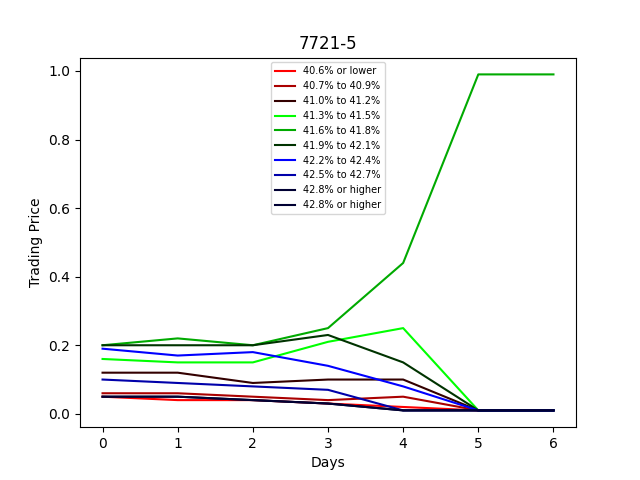 7721-5
1.0
0.8
0.6
0.4
0.2
0.0
Trading Price
40.6% or lower
40.7% to 40.9%
41.0% to 41.2%
41.3% to 41.5%
41.6% to 41.8%
41.9% to 42.1%
42.2% to 42.4%
42.5% to 42.7%
42.8% or higher
42.8% or higher
0 1 2 3 4 5 6
Days